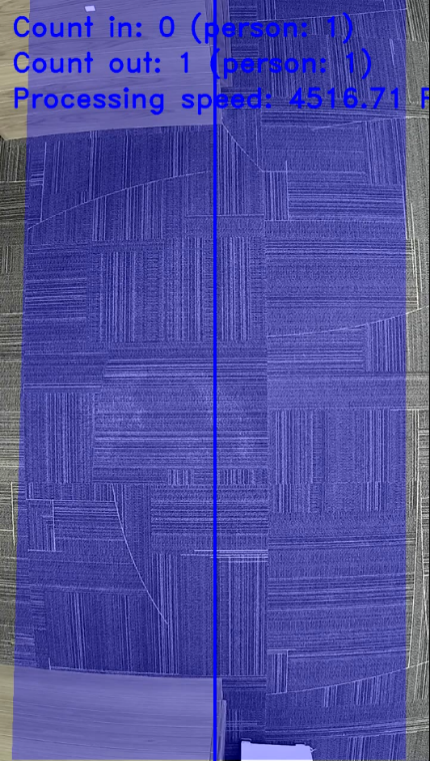 Count in: 0 (person: 1)
Count out: 1 (person: 1)
Processing speed: 4516.71 F